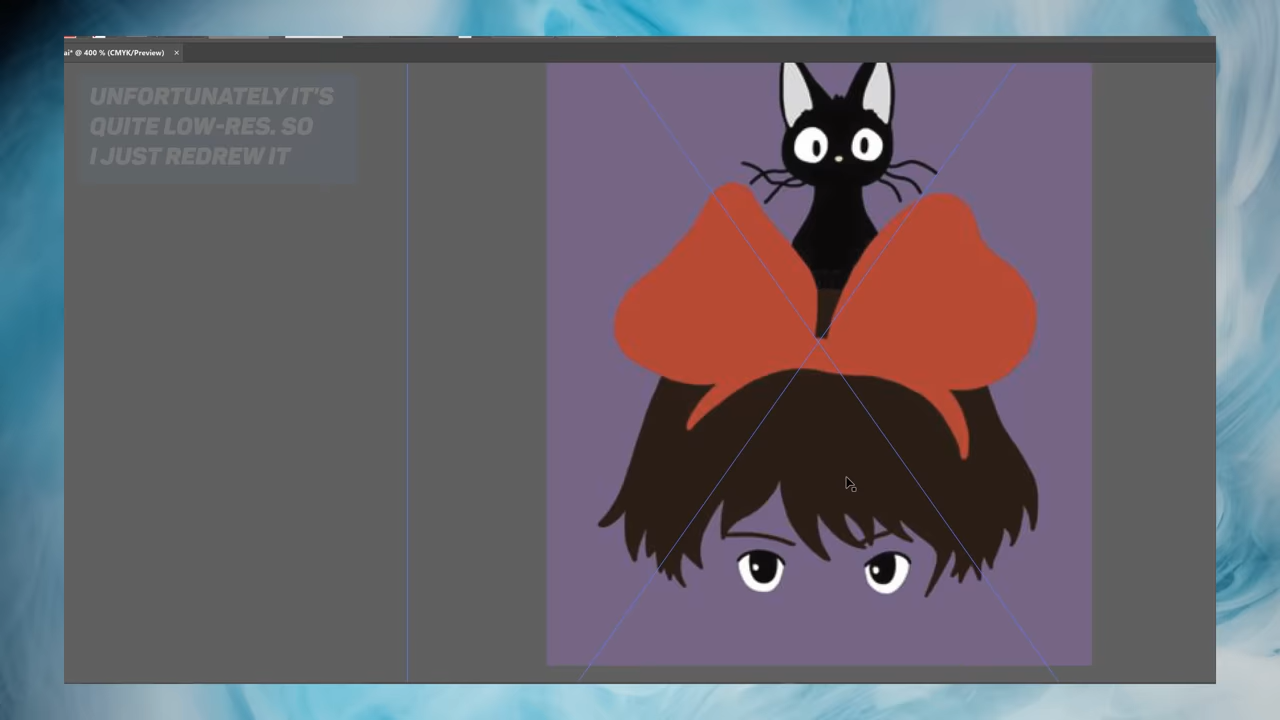 ai* @ 400 % (CMYK/Preview) ×
UNFORTUNATELY IT'S
QUITE LOW-RES. SO
I JUST REDREW IT